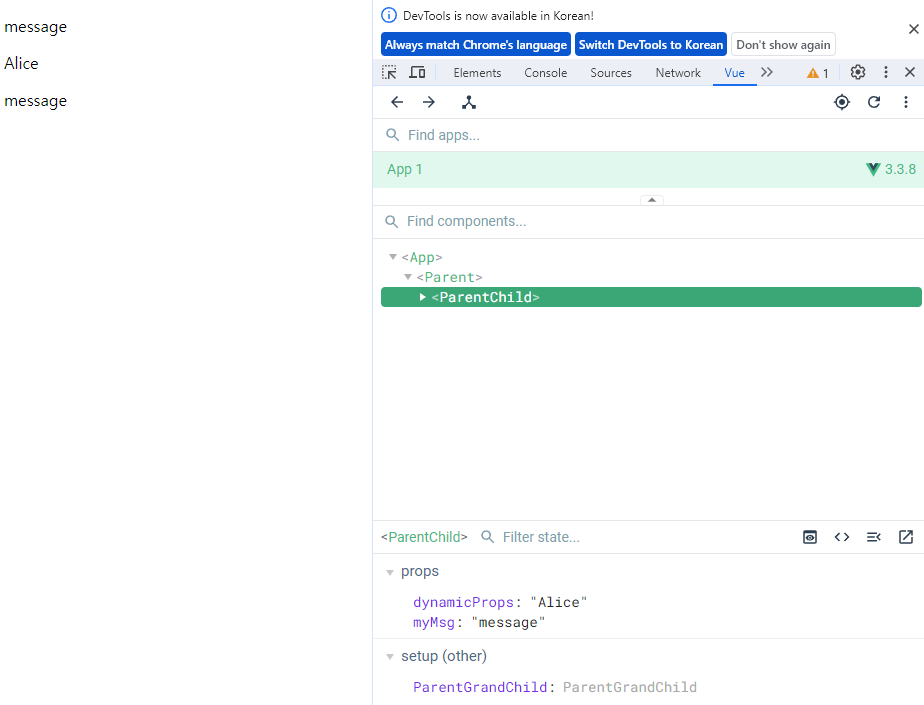 message
Alice
message
DevTools is now available in Korean!
Always match Chrome's language Switch DevTools to Korean Don't show again
Elements Console Sources Network Vue 1
Find apps...
App 1 3.3.8
Find components...
<App>
<Parent>
<ParentChild>
<ParentChild> Filter state...
props
dynamicProps: "Alice"
myMsg: "message"
setup (other)
ParentGrandChild: ParentGrandChild